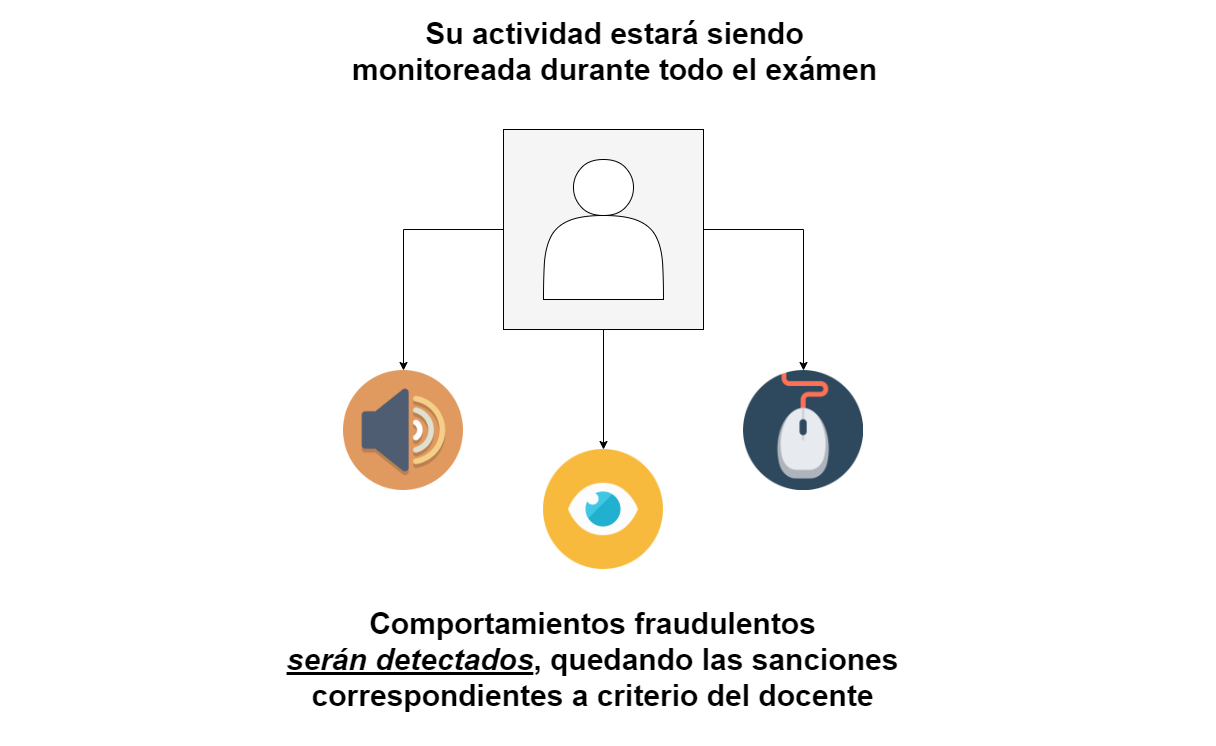 Su actividad estará siendo
monitoreada durante todo el exámen
Comportamientos fraudulentos
serán detectados, quedando las sanciones
correspondientes a criterio del docente